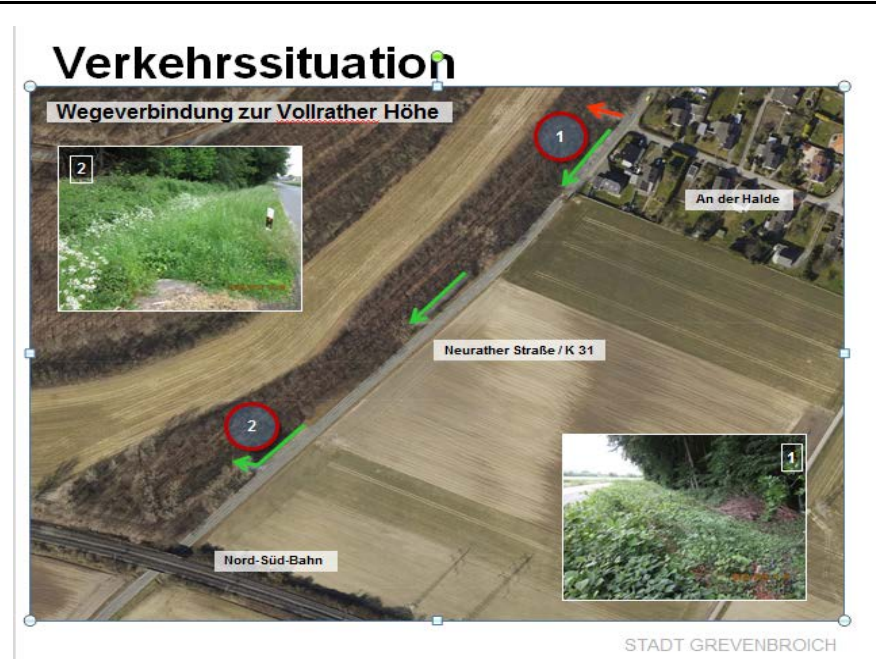 Verkehrssituation
Wegeverbindung zur Vollrather Höhe
2
1
An der Halde
Neurather Straße / K 31
2
1
Nord-Süd-Bahn
STADT GREVENBROICH